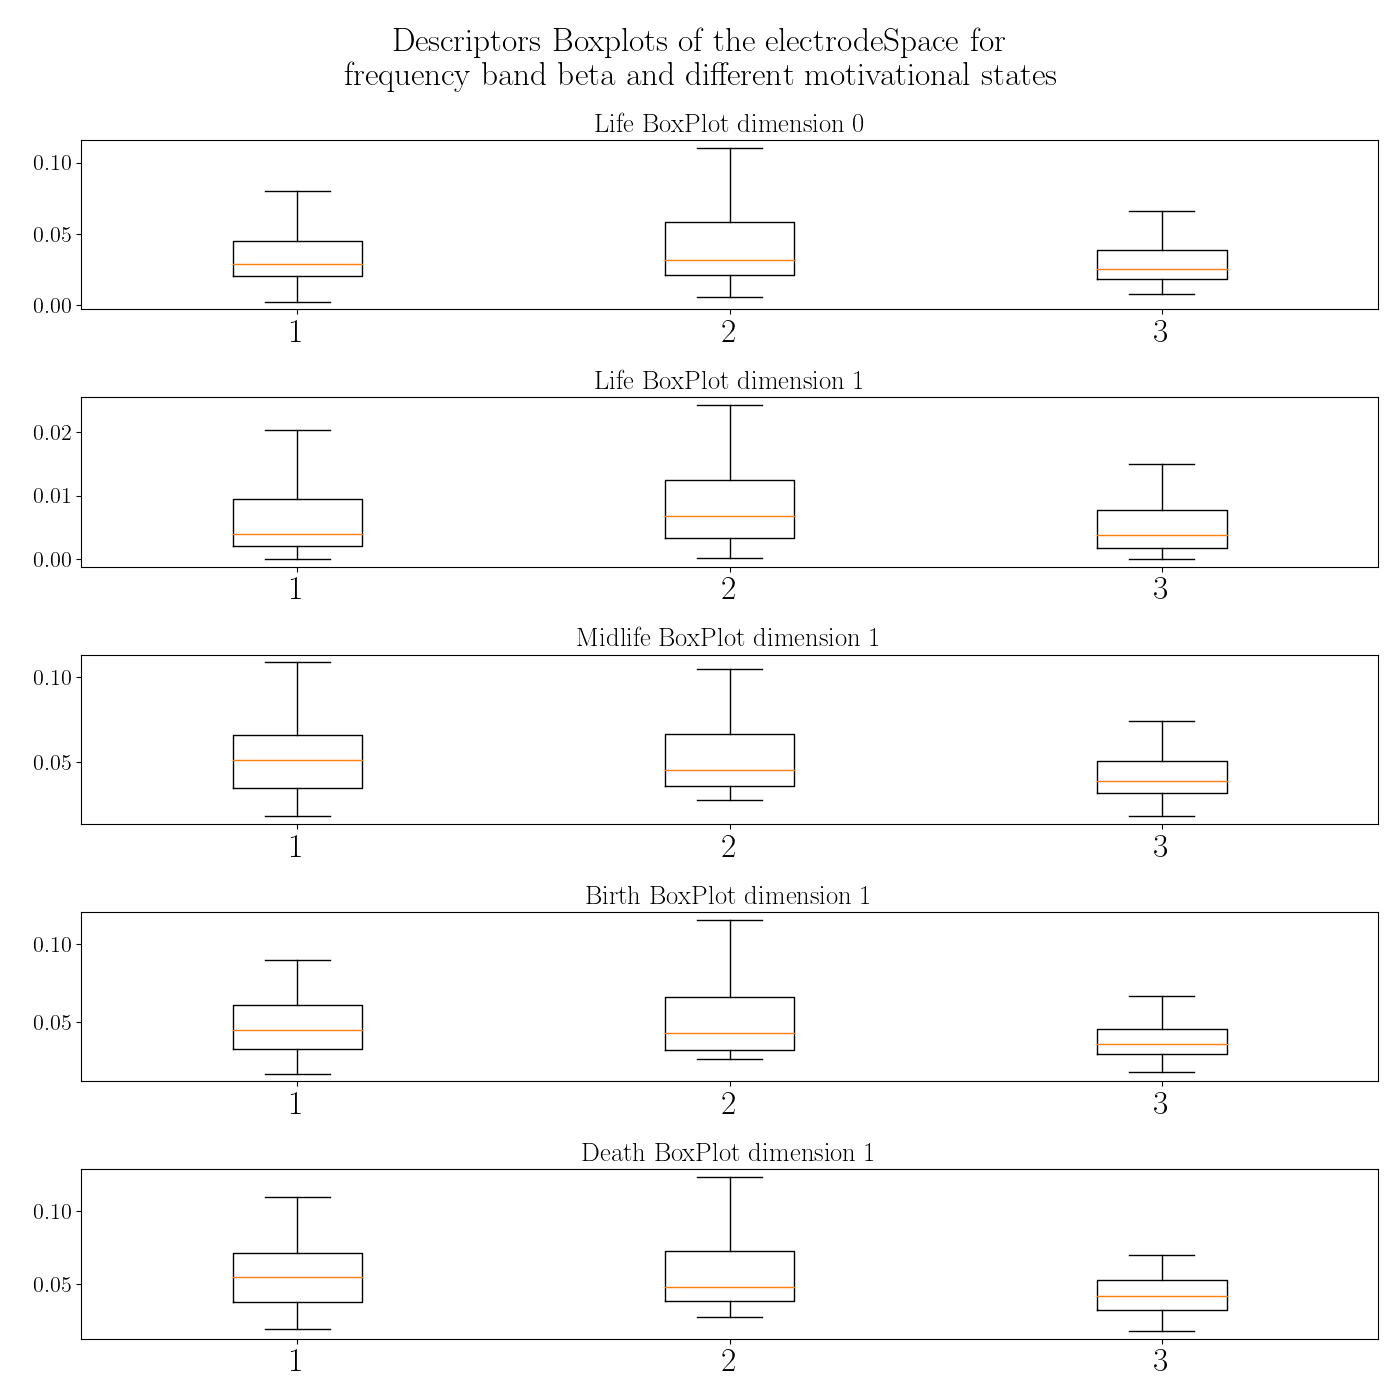 Descriptors Boxplots of the electrodeSpace for
frequency band beta and different motivational states
Life BoxPlot dimension 0
0.10
0.05
0.00
1 2 3
Life BoxPlot dimension 1
0.02
0.01
0.00
1 2 3
Midlife BoxPlot dimension 1
0.10
0.05
1 2 3
Birth BoxPlot dimension 1
0.10
0.05
1 2 3
Death BoxPlot dimension 1
0.10
0.05
1 2 3